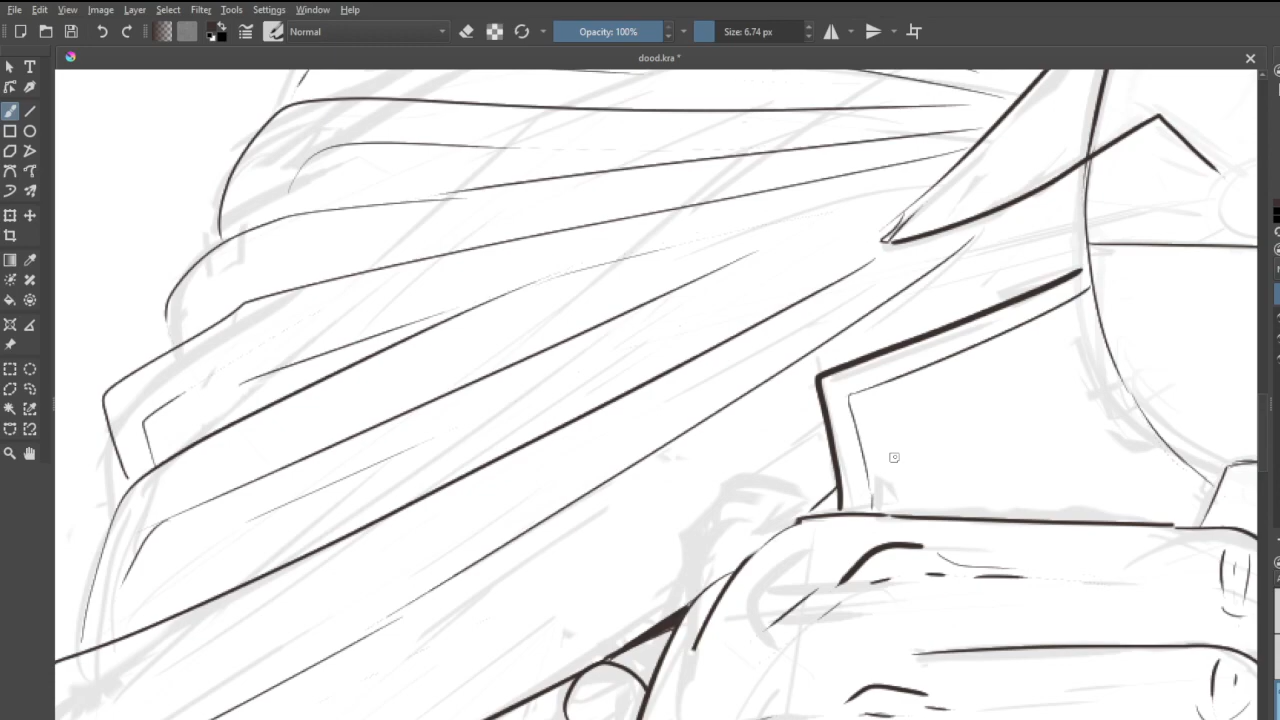 File Edit View Image Layer Select Filter Tools Settings Window Help
Normal Opacity: 100% Size: 6.74 px
dood.kra *